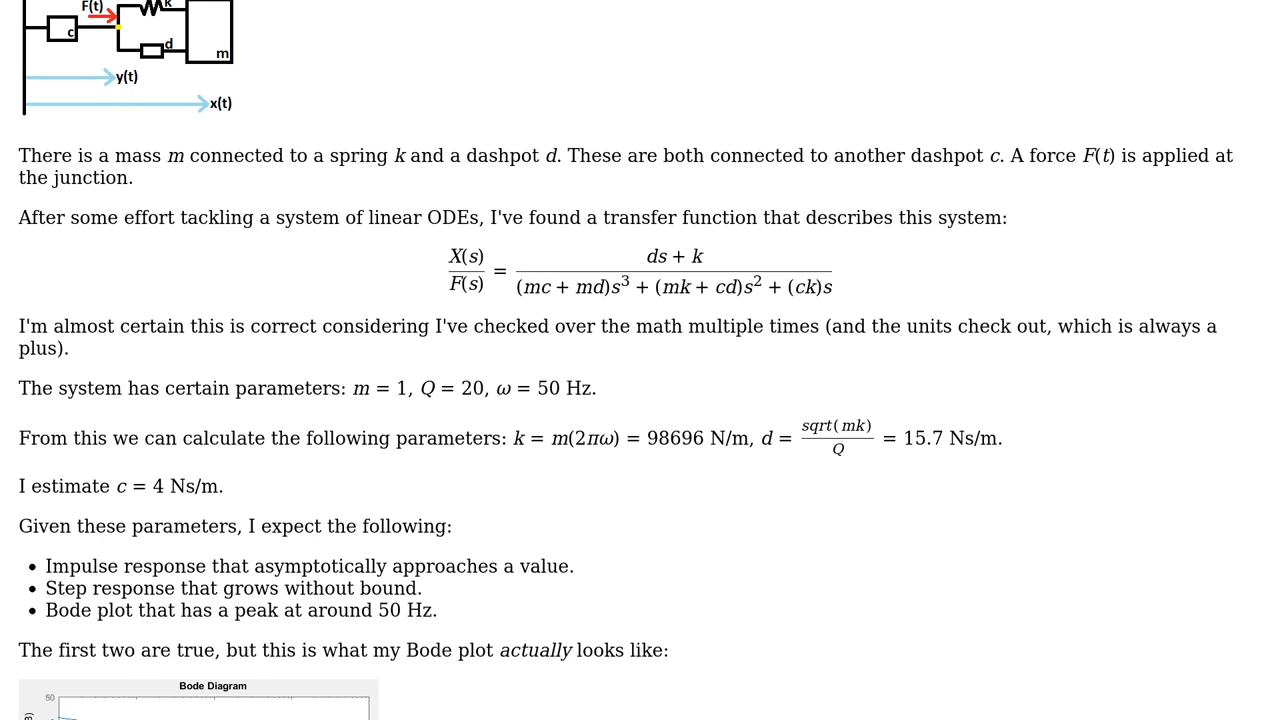 F(t)
k
c
d
m
y(t)
x(t)
There is a mass m connected to a spring k and a dashpot d. These are both connected to another dashpot c. A force F(t) is applied at
the junction.
After some effort tackling a system of linear ODEs, I've found a transfer function that describes this system:
X(s)/F(s) = (ds + k)/((mc + md)s³ + (mk + cd)s² + (ck)s)
I'm almost certain this is correct considering I've checked over the math multiple times (and the units check out, which is always a
plus).
The system has certain parameters: m = 1, Q = 20, ω = 50 Hz.
From this we can calculate the following parameters: k = m(2πω) = 98696 N/m, d = sqrt(mk)/Q = 15.7 Ns/m.
I estimate c = 4 Ns/m.
Given these parameters, I expect the following:
• Impulse response that asymptotically approaches a value.
• Step response that grows without bound.
• Bode plot that has a peak at around 50 Hz.
The first two are true, but this is what my Bode plot actually looks like:
Bode Diagram
50